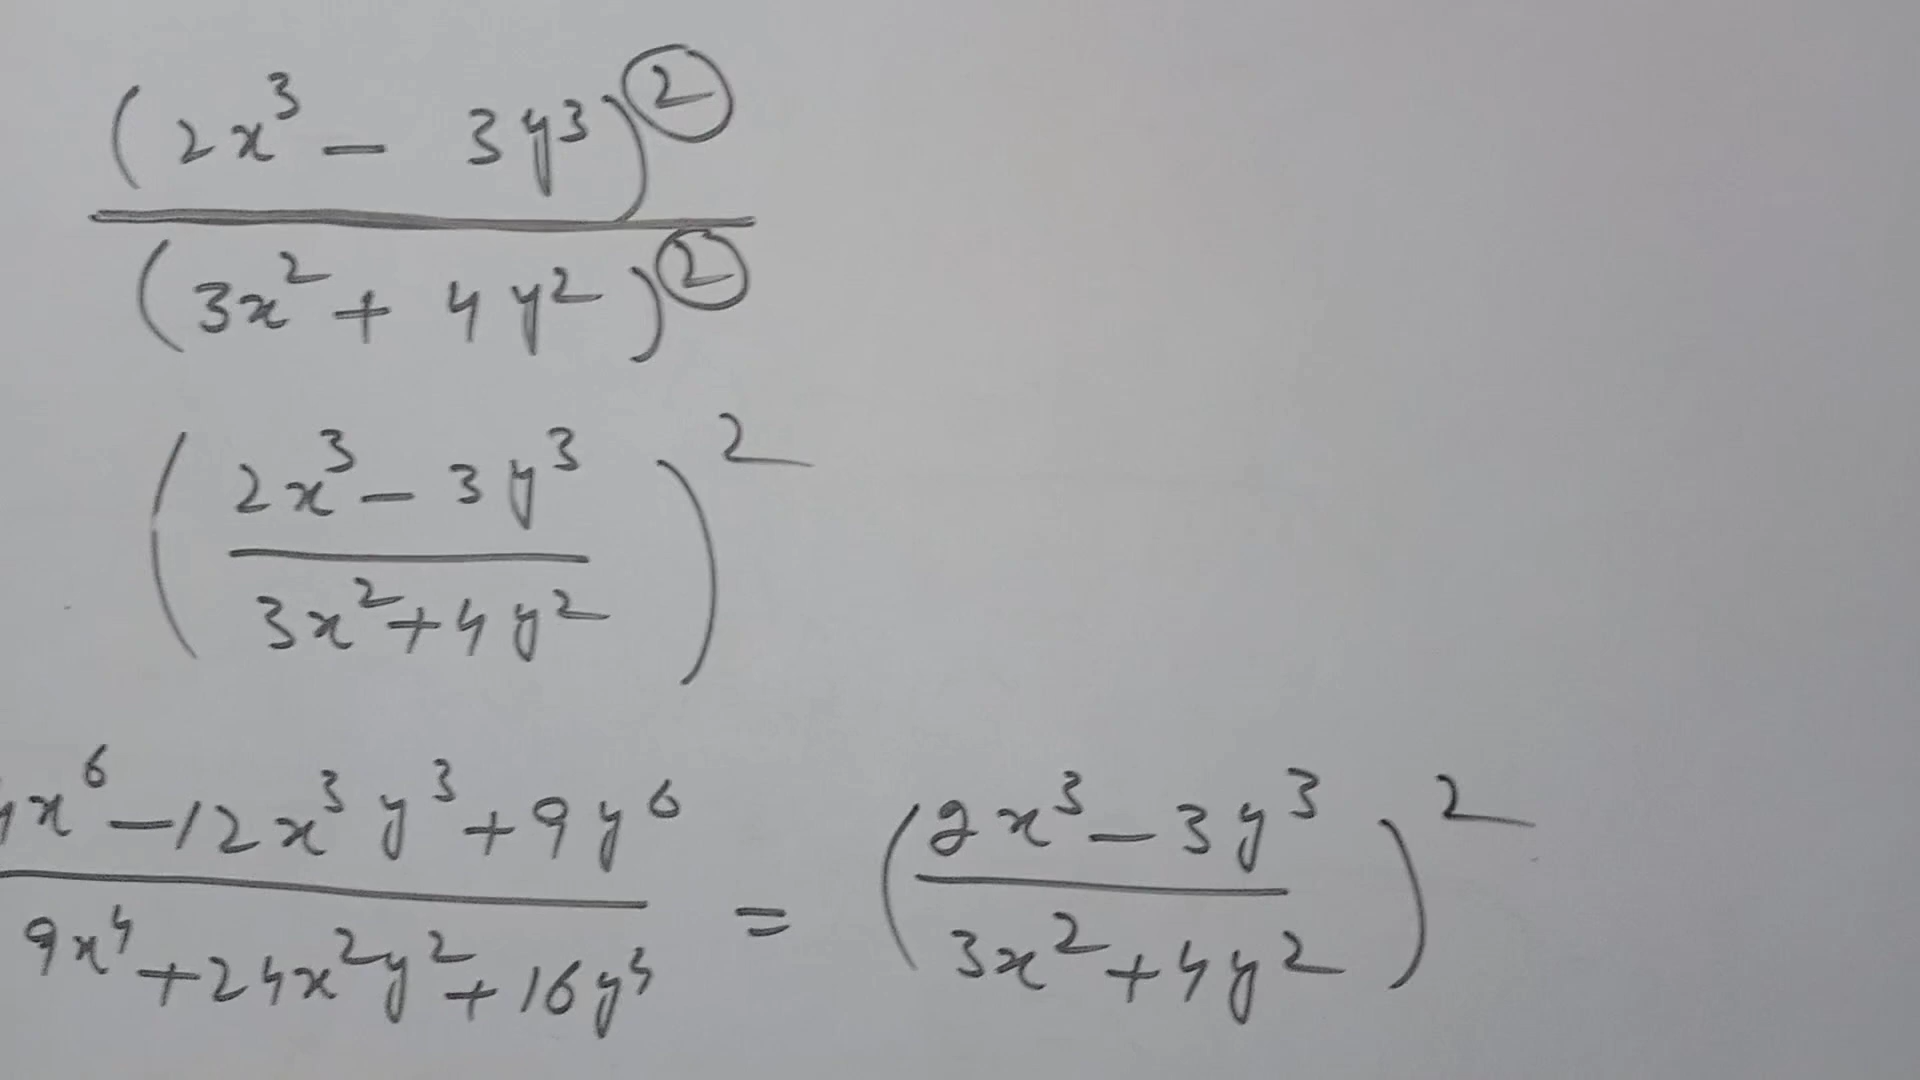 (2x³ - 3y³)²
(3x² + 4y²)²
(2x³ - 3y³)²
3x² + 4y²
x⁶ - 12x³y³ + 9y⁶ = (2x³ - 3y³)²
9x⁴ + 24x²y² + 16y⁴ 3x² + 4y²